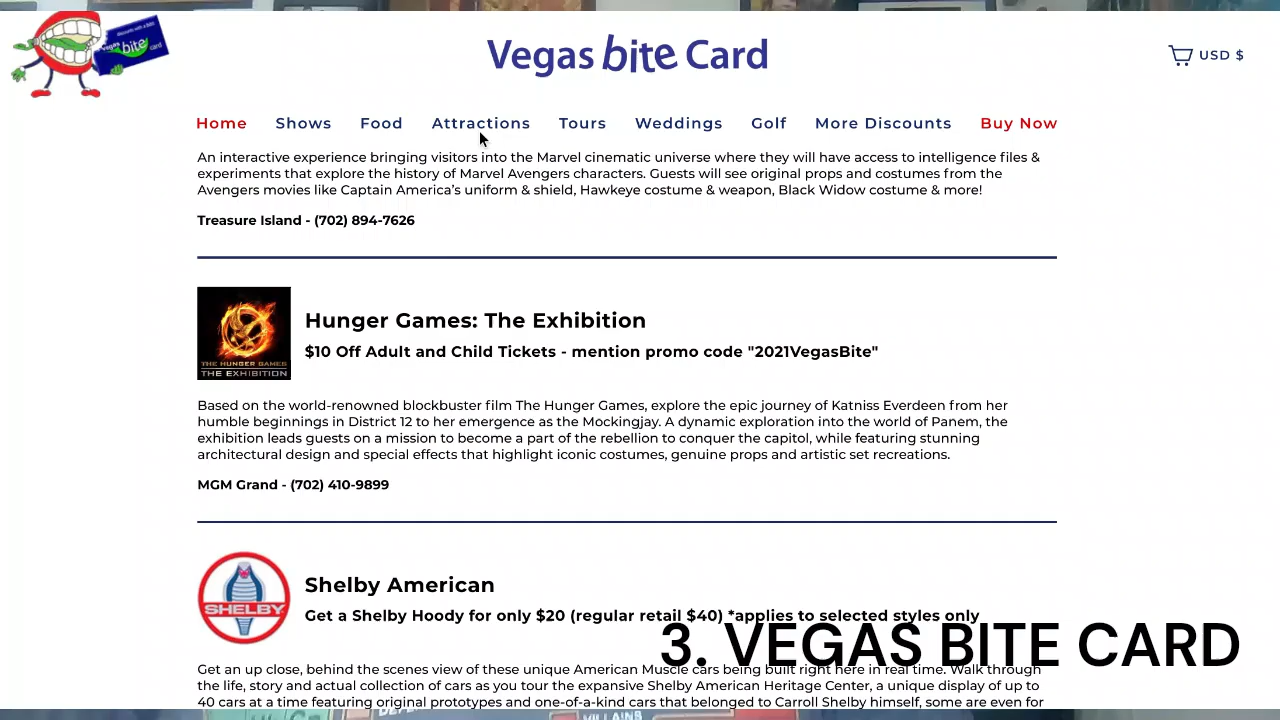 discounts with a bite
Vegas bite card
Vegas bite Card
USD $
Home Shows Food Attractions Tours Weddings Golf More Discounts Buy Now
An interactive experience bringing visitors into the Marvel cinematic universe where they will have access to intelligence files &
experiments that explore the history of Marvel Avengers characters. Guests will see original props and costumes from the
Avengers movies like Captain America's uniform & shield, Hawkeye costume & weapon, Black Widow costume & more!
Treasure Island - (702) 894-7626
THE HUNGER GAMES
THE EXHIBITION
Hunger Games: The Exhibition
$10 Off Adult and Child Tickets - mention promo code "2021VegasBite"
Based on the world-renowned blockbuster film The Hunger Games, explore the epic journey of Katniss Everdeen from her
humble beginnings in District 12 to her emergence as the Mockingjay. A dynamic exploration into the world of Panem, the
exhibition leads guests on a mission to become a part of the rebellion to conquer the capitol, while featuring stunning
architectural design and special effects that highlight iconic costumes, genuine props and artistic set recreations.
MGM Grand - (702) 410-9899
SHELBY
Shelby American
Get a Shelby Hoody for only $20 (regular retail $40) *applies to selected styles only
3. VEGAS BITE CARD
Get an up close, behind the scenes view of these unique American Muscle cars being built right here in real time. Walk through
the life, story and actual collection of cars as you tour the expansive Shelby American Heritage Center, a unique display of up to
40 cars at a time featuring original prototypes and one-of-a-kind cars that belonged to Carroll Shelby himself, some are even for
VILLAINS